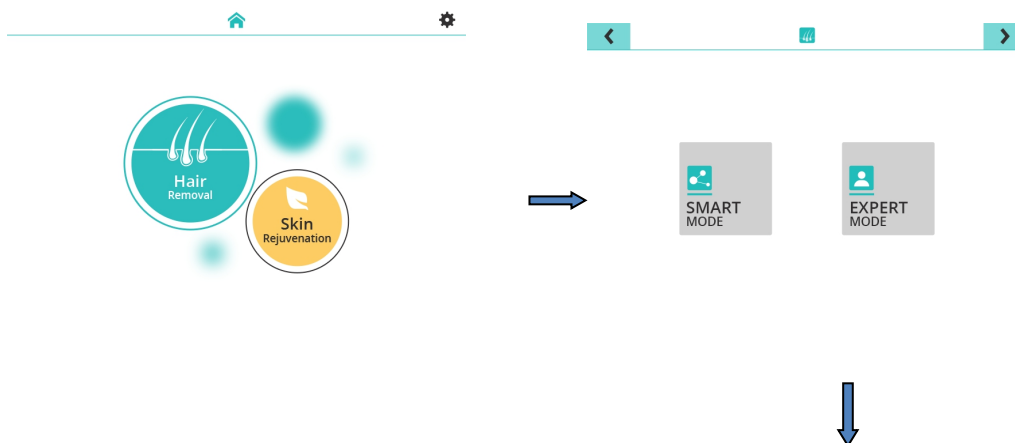 Hair
Removal
Skin
Rejuvenation
SMART
MODE
EXPERT
MODE